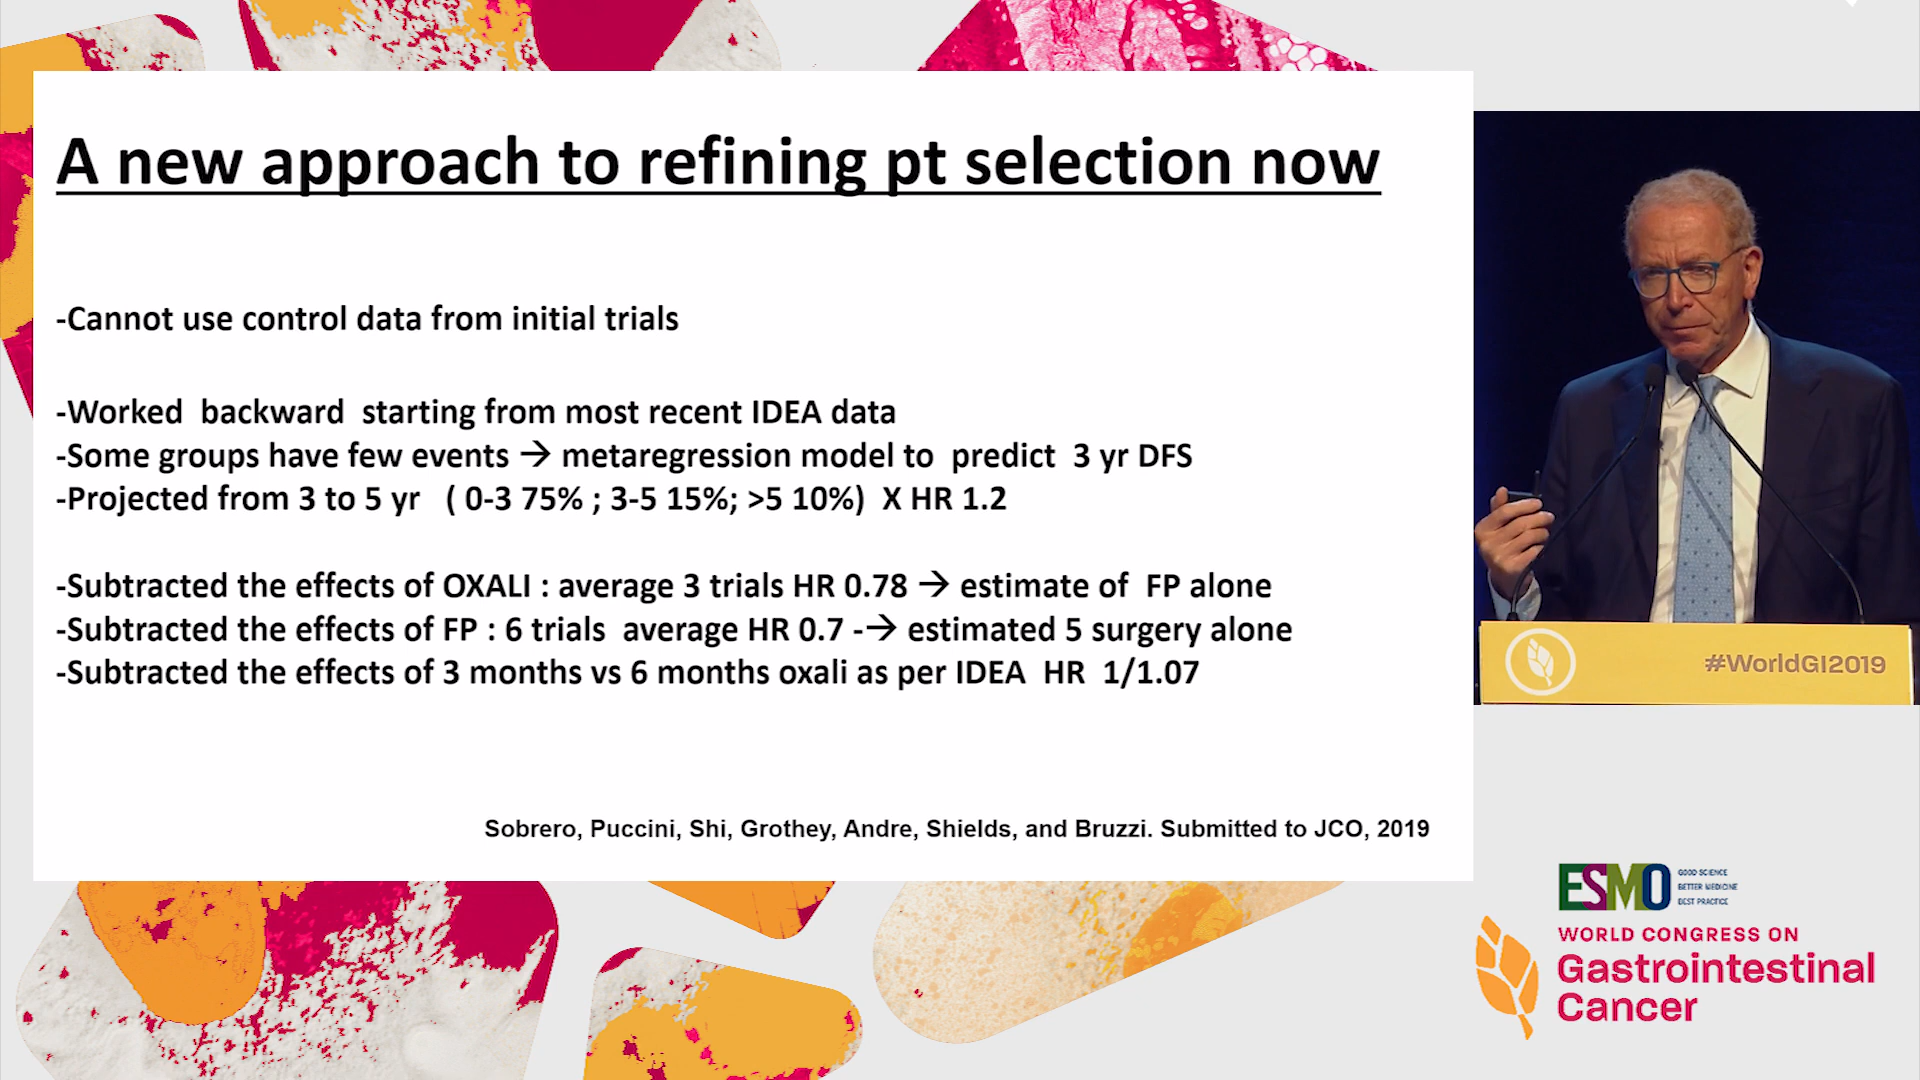 A new approach to refining pt selection now
-Cannot use control data from initial trials
-Worked backward starting from most recent IDEA data
-Some groups have few events → metaregression model to predict 3 yr DFS
-Projected from 3 to 5 yr ( 0-3 75% ; 3-5 15%; >5 10%) X HR 1.2
-Subtracted the effects of OXALI : average 3 trials HR 0.78 → estimate of FP alone
-Subtracted the effects of FP : 6 trials average HR 0.7 -→ estimated 5 surgery alone
-Subtracted the effects of 3 months vs 6 months oxali as per IDEA HR 1/1.07
Sobrero, Puccini, Shi, Grothey, Andre, Shields, and Bruzzi. Submitted to JCO, 2019
#WorldGI2019
ESMO
GOOD SCIENCE
BETTER MEDICINE
BEST PRACTICE
WORLD CONGRESS ON
Gastrointestinal
Cancer